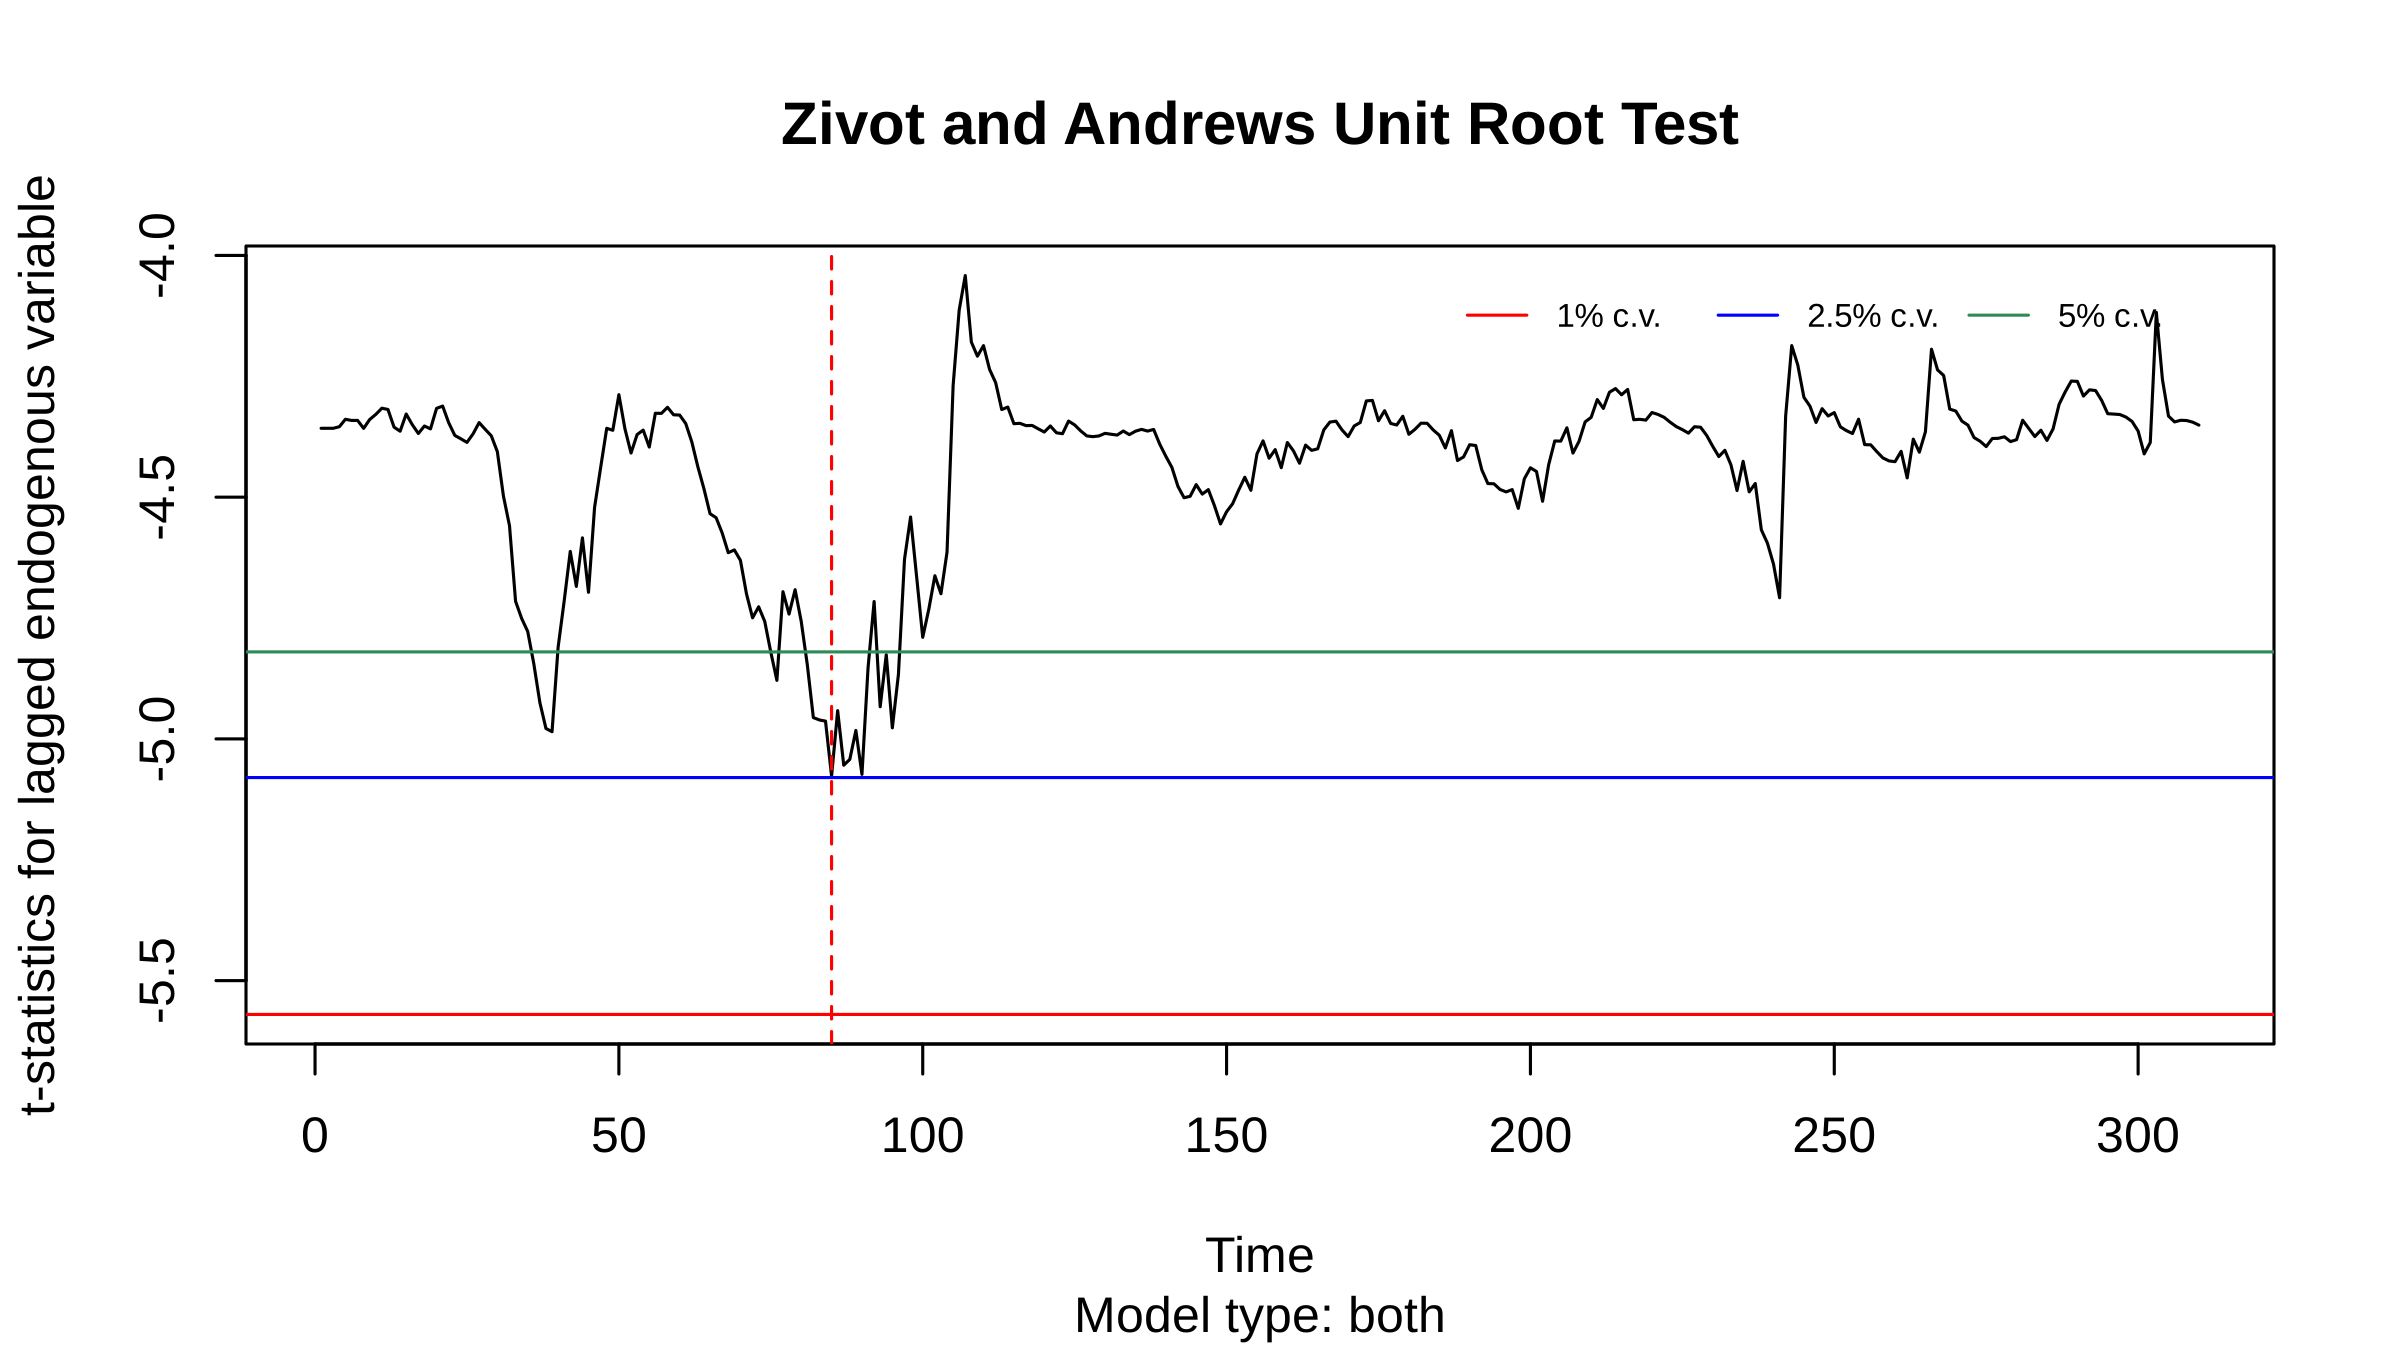 Zivot and Andrews Unit Root Test
t-statistics for lagged endogenous variable
-4.0
-4.5
-5.0
-5.5
1% c.v.
2.5% c.v.
5% c.v.
0 50 100 150 200 250 300
Time
Model type: both